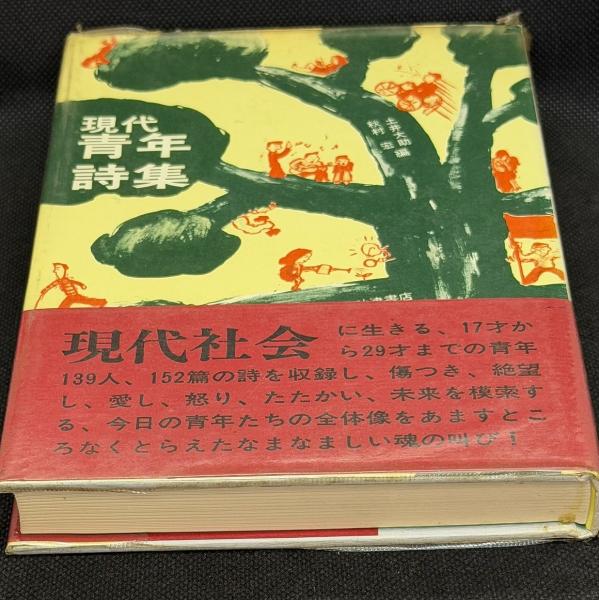 現代
青年
詩集
土井大助
秋村 宏 編
書店
現代社会に生きる、17才か
ら29才までの青年
139人、152篇の詩を収録し、傷つき、絶望
し、愛し、怒り、たたかい、未来を模索す
る、今日の青年たちの全体像をあますとこ
ろなくとらえたなまなましい魂の叫び！